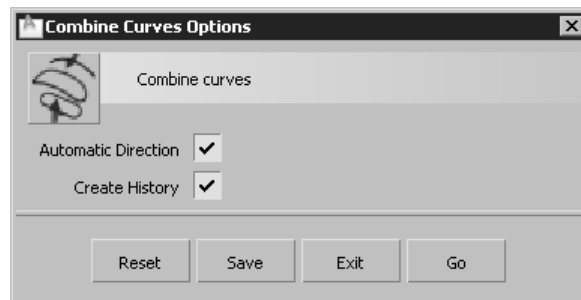 Combine Curves Options
Combine curves
Automatic Direction
Create History
Reset Save Exit Go